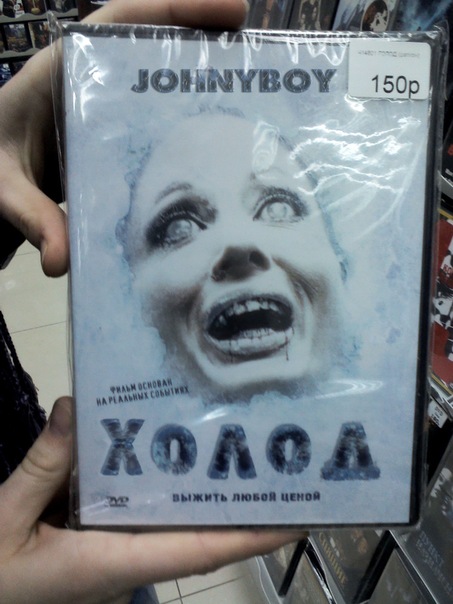 JOHNYBOY
150р
ФИЛЬМ ОСНОВАН
НА РЕАЛЬНЫХ СОБЫТИЯХ
ХОЛОД
DVD
ВЫЖИТЬ ЛЮБОЙ ЦЕНОЙ